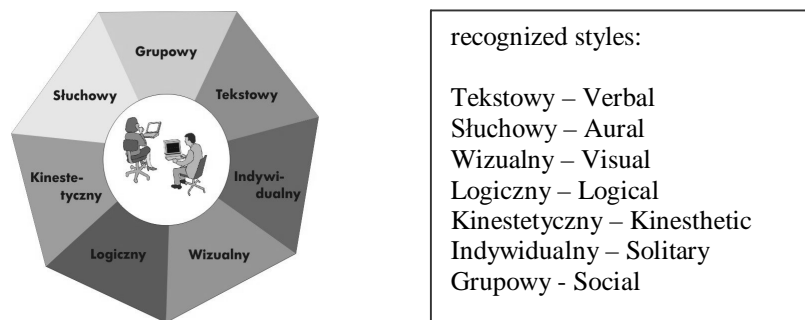 Grupowy
Słuchowy
Tekstowy
Kineste-
tyczny
Indywi-
dualny
Logiczny
Wizualny
recognized styles:
Tekstowy – Verbal
Słuchowy – Aural
Wizualny – Visual
Logiczny – Logical
Kinestetyczny – Kinesthetic
Indywidualny – Solitary
Grupowy - Social